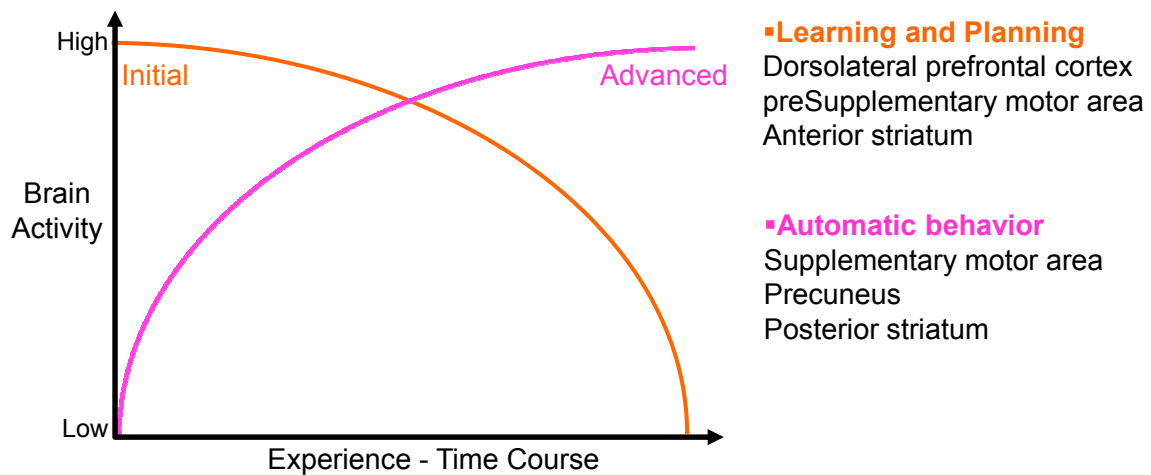 High
Initial
Advanced
Brain
Activity
Low
Experience - Time Course
▪Learning and Planning
Dorsolateral prefrontal cortex
preSupplementary motor area
Anterior striatum
▪Automatic behavior
Supplementary motor area
Precuneus
Posterior striatum